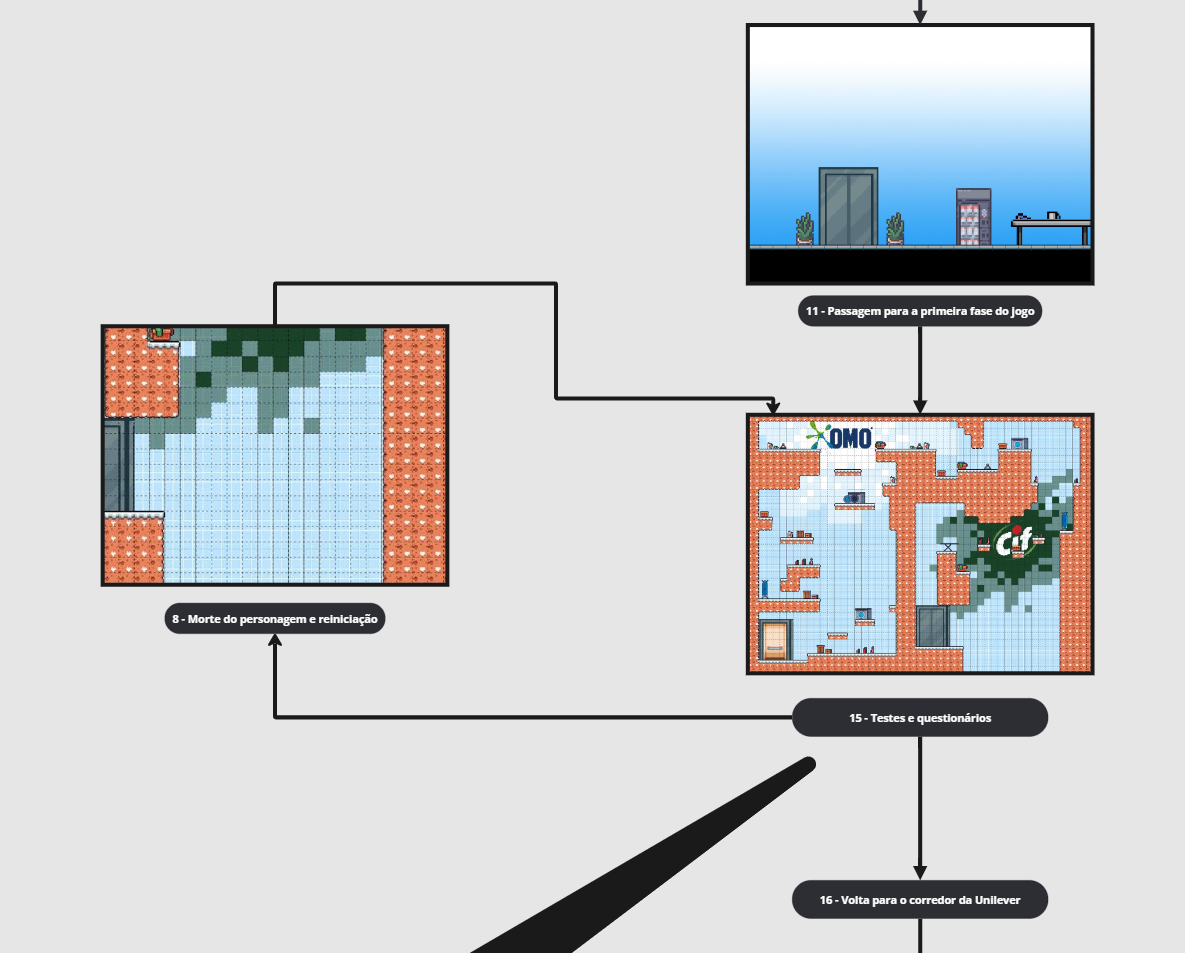 11 - Passagem para a primeira fase do jogo
OMO
Cif
8 - Morte do personagem e reiniciação
15 - Testes e questionários
16 - Volta para o corredor da Unilever